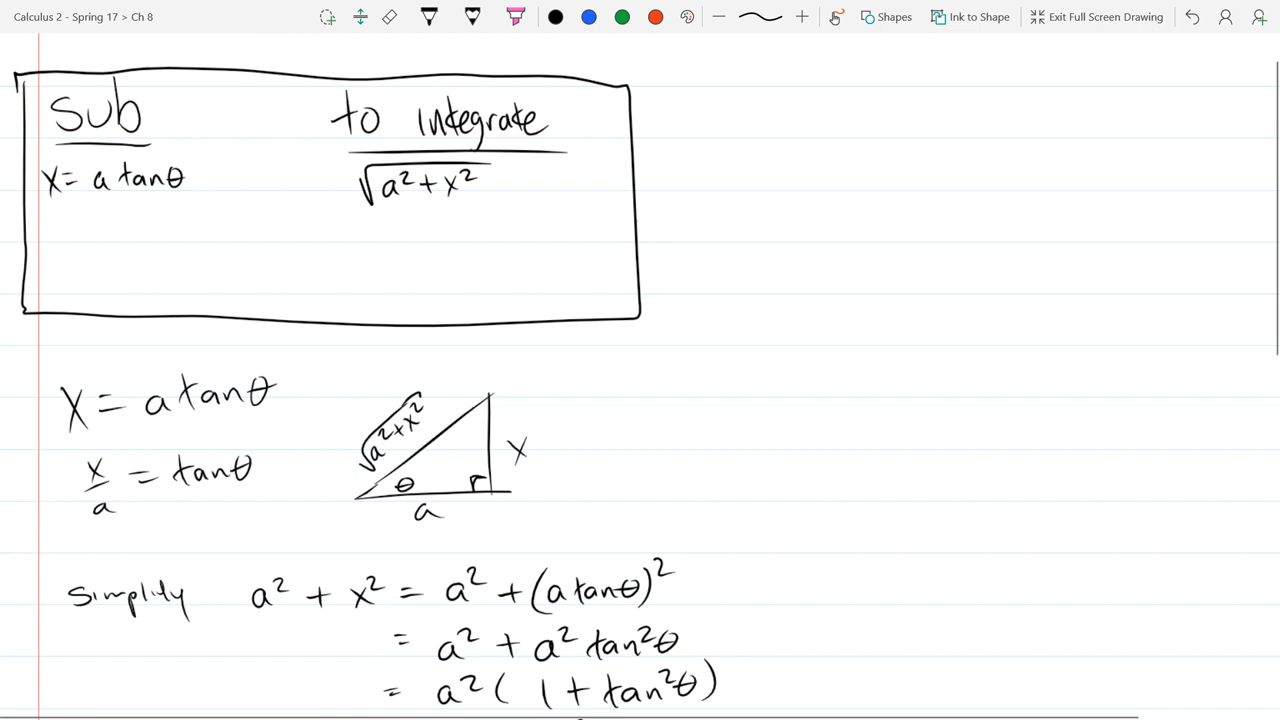 Calculus 2 - Spring 17 > Ch 8
Shapes
Ink to Shape
Exit Full Screen Drawing
Sub to integrate
x = a tanθ √(a²+x²)
x = a tanθ
x/a = tanθ
√(a²+x²)
x
θ
a
Simplify a² + x² = a² + (a tanθ)²
= a² + a² tan²θ
= a² ( 1 + tan²θ)